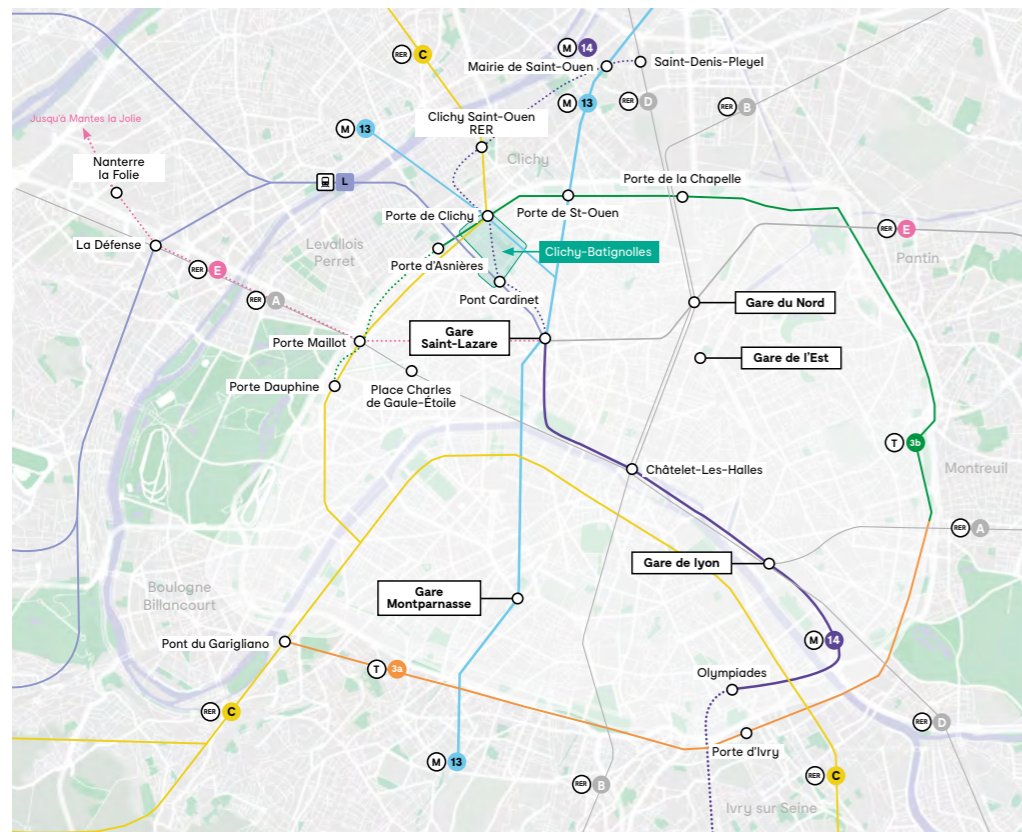 M 14
RER C
Mairie de Saint-Ouen
Saint-Denis-Pleyel
M 13
RER D
RER B
Jusqu'à Mantes la Jolie
M 13
Clichy Saint-Ouen
RER
Clichy
Nanterre
la Folie
L
Porte de la Chapelle
Porte de Clichy
Porte de St-Ouen
La Défense
Levallois
Perret
RER E
Pantin
Clichy-Batignolles
Porte d'Asnières
RER E
RER A
Pont Cardinet
Gare du Nord
Gare
Saint-Lazare
Porte Maillot
Gare de l'Est
Porte Dauphine
Place Charles
de Gaule-Étoile
T 3b
Châtelet-Les-Halles
Montreuil
RER A
Gare de lyon
Boulogne
Billancourt
Gare
Montparnasse
Pont du Garigliano
M 14
T 3a
Olympiades
RER C
RER D
Porte d'Ivry
M 13
RER B
RER C
Ivry sur Seine